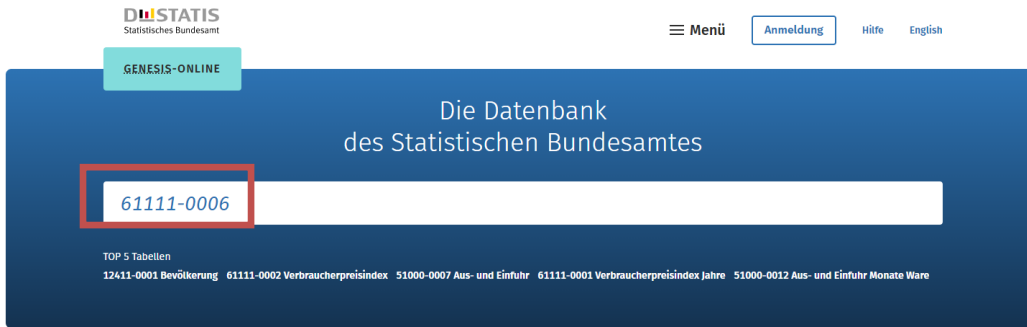 DESTATIS
Statistisches Bundesamt
Menü Anmeldung Hilfe English
GENESIS-ONLINE
Die Datenbank
des Statistischen Bundesamtes
61111-0006
TOP 5 Tabellen
12411-0001 Bevölkerung 61111-0002 Verbraucherpreisindex 51000-0007 Aus- und Einfuhr 61111-0001 Verbraucherpreisindex Jahre 51000-0012 Aus- und Einfuhr Monate Ware